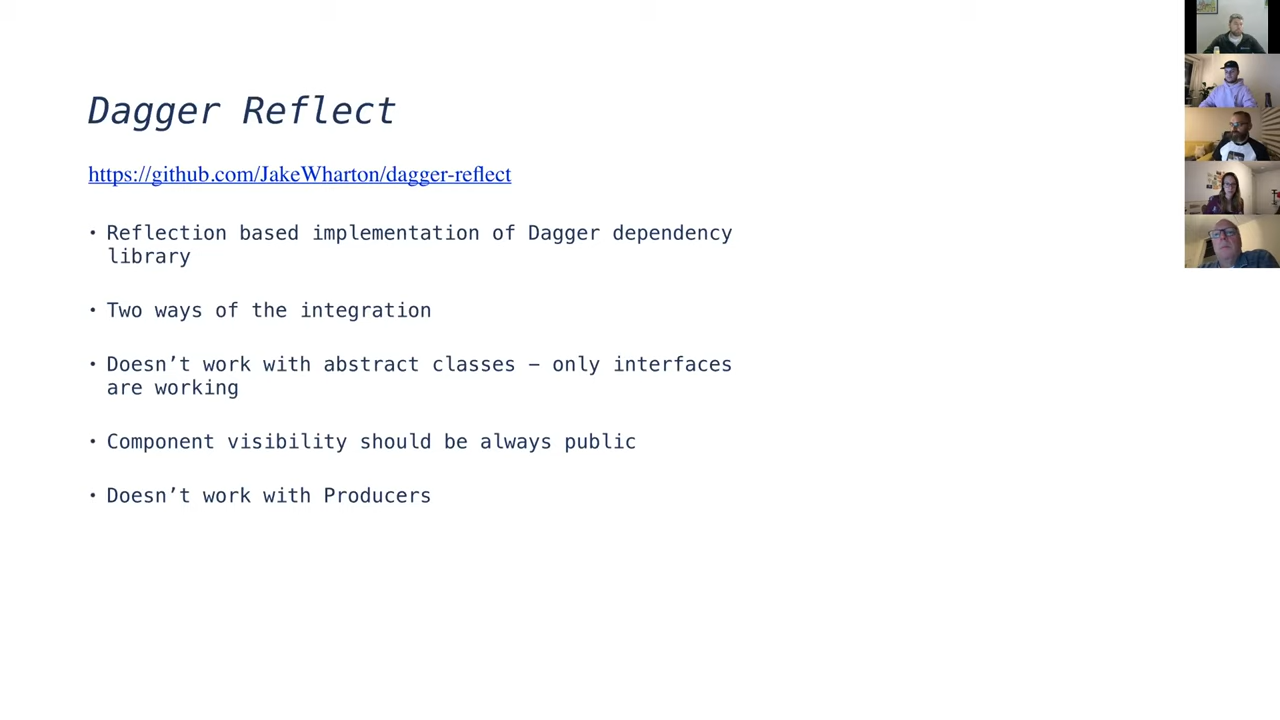 Dagger Reflect
https://github.com/JakeWharton/dagger-reflect
• Reflection based implementation of Dagger dependency
library
• Two ways of the integration
• Doesn’t work with abstract classes – only interfaces
are working
• Component visibility should be always public
• Doesn’t work with Producers